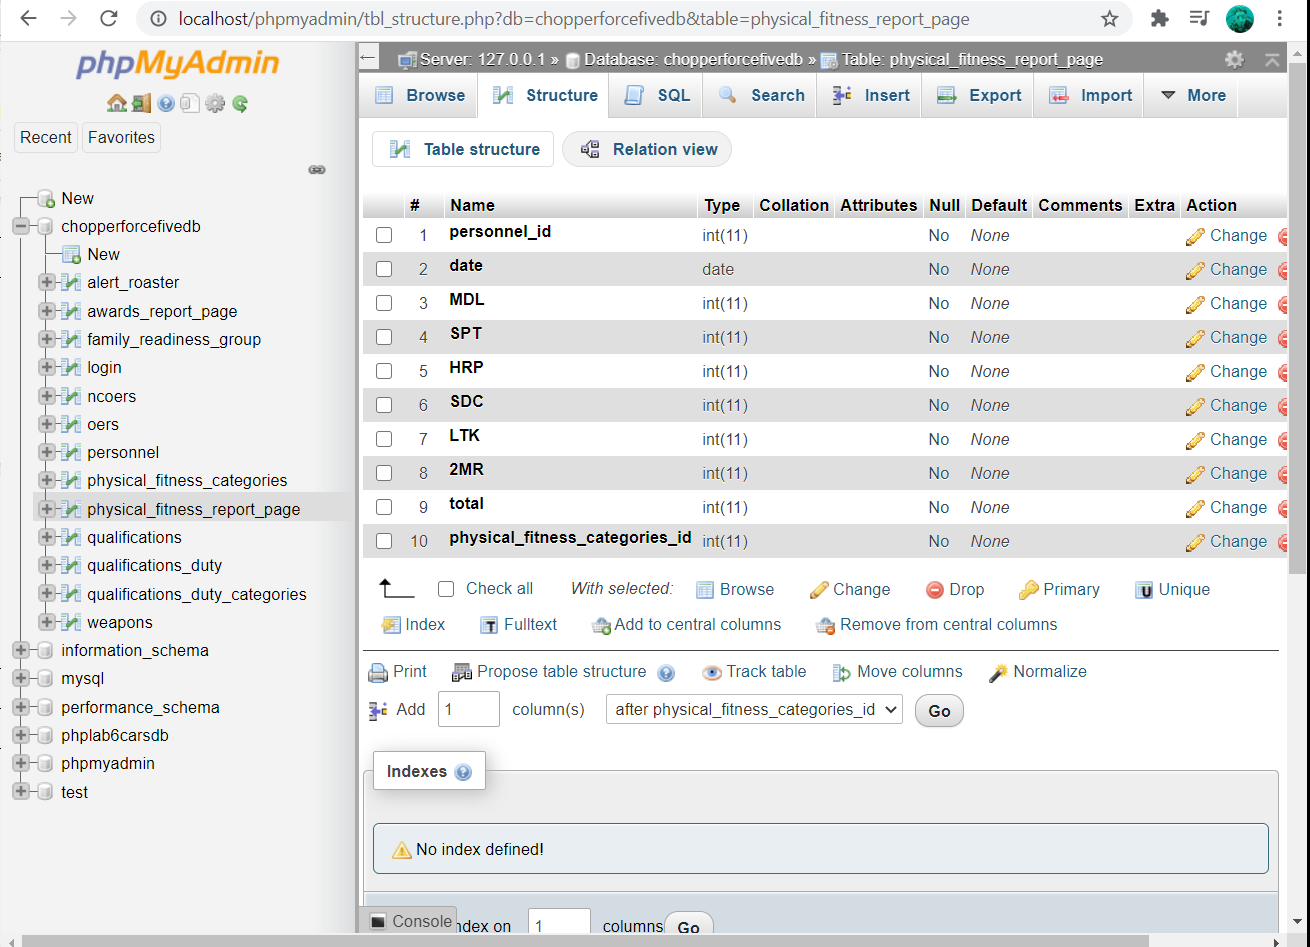 localhost/phpmyadmin/tbl_structure.php?db=chopperforcefivedb&table=physical_fitness_report_page
phpMyAdmin
Recent Favorites
New
chopperforcefivedb
New
alert_roaster
awards_report_page
family_readiness_group
login
ncoers
oers
personnel
physical_fitness_categories
physical_fitness_report_page
qualifications
qualifications_duty
qualifications_duty_categories
weapons
information_schema
mysql
performance_schema
phplab6carsdb
phpmyadmin
test
Server: 127.0.0.1 » Database: chopperforcefivedb » Table: physical_fitness_report_page
Browse Structure SQL Search Insert Export Import More
Table structure Relation view
# Name Type Collation Attributes Null Default Comments Extra Action
1 personnel_id int(11) No None Change
2 date date No None Change
3 MDL int(11) No None Change
4 SPT int(11) No None Change
5 HRP int(11) No None Change
6 SDC int(11) No None Change
7 LTK int(11) No None Change
8 2MR int(11) No None Change
9 total int(11) No None Change
10 physical_fitness_categories_id int(11) No None Change
Check all With selected: Browse Change Drop Primary Unique
Index Fulltext Add to central columns Remove from central columns
Print Propose table structure Track table Move columns Normalize
Add 1 column(s) after physical_fitness_categories_id Go
Indexes
No index defined!
Console ndex on 1 columns Go